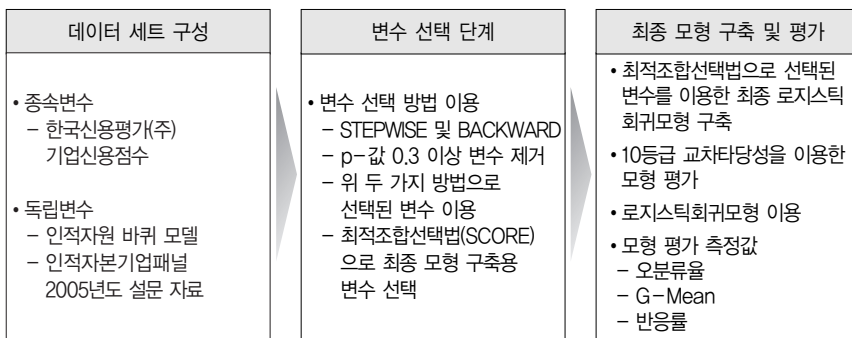 데이터 세트 구성
• 종속변수
– 한국신용평가(주)
기업신용점수
• 독립변수
– 인적자원 바퀴 모델
– 인적자본기업패널
2005년도 설문 자료
변수 선택 단계
• 변수 선택 방법 이용
– STEPWISE 및 BACKWARD
– p-값 0.3 이상 변수 제거
– 위 두 가지 방법으로
선택된 변수 이용
– 최적조합선택법(SCORE)
으로 최종 모형 구축용
변수 선택
최종 모형 구축 및 평가
• 최적조합선택법으로 선택된
변수를 이용한 최종 로지스틱
회귀모형 구축
• 10등급 교차타당성을 이용한
모형 평가
• 로지스틱회귀모형 이용
• 모형 평가 측정값
– 오분류율
– G-Mean
– 반응률